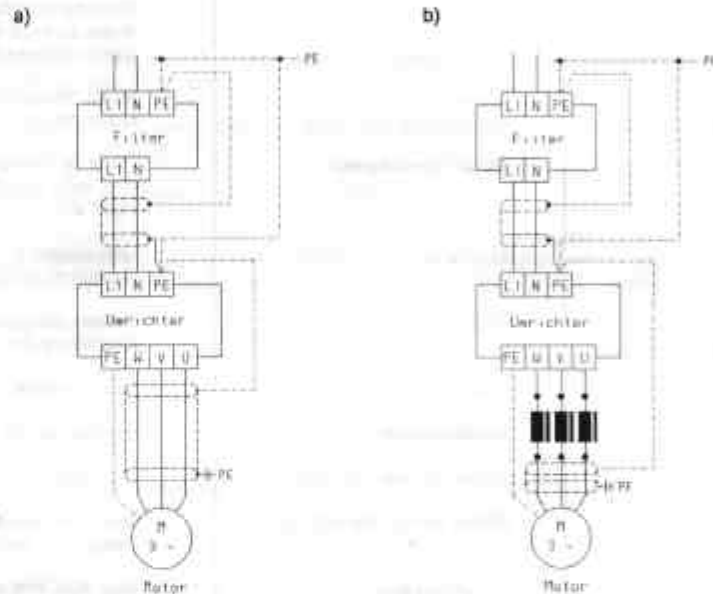 a)
PE
L1 N PE
Filter
L1 N
L1 N PE
Umrichter
PE W V U
PE
M
3 ~
Motor
b)
PE
L1 N PE
Filter
L1 N
L1 N PE
Umrichter
PE W V U
PE
M
3 ~
Motor